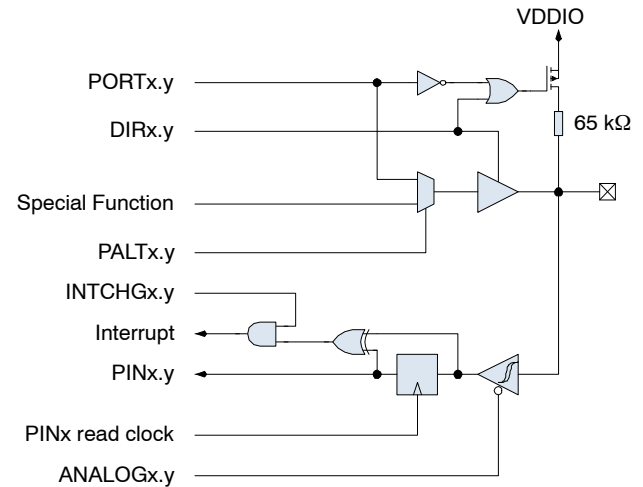 VDDIO
PORTx.y
65 kΩ
DIRx.y
Special Function
PALTx.y
INTCHGx.y
Interrupt
PINx.y
PINx read clock
ANALOGx.y